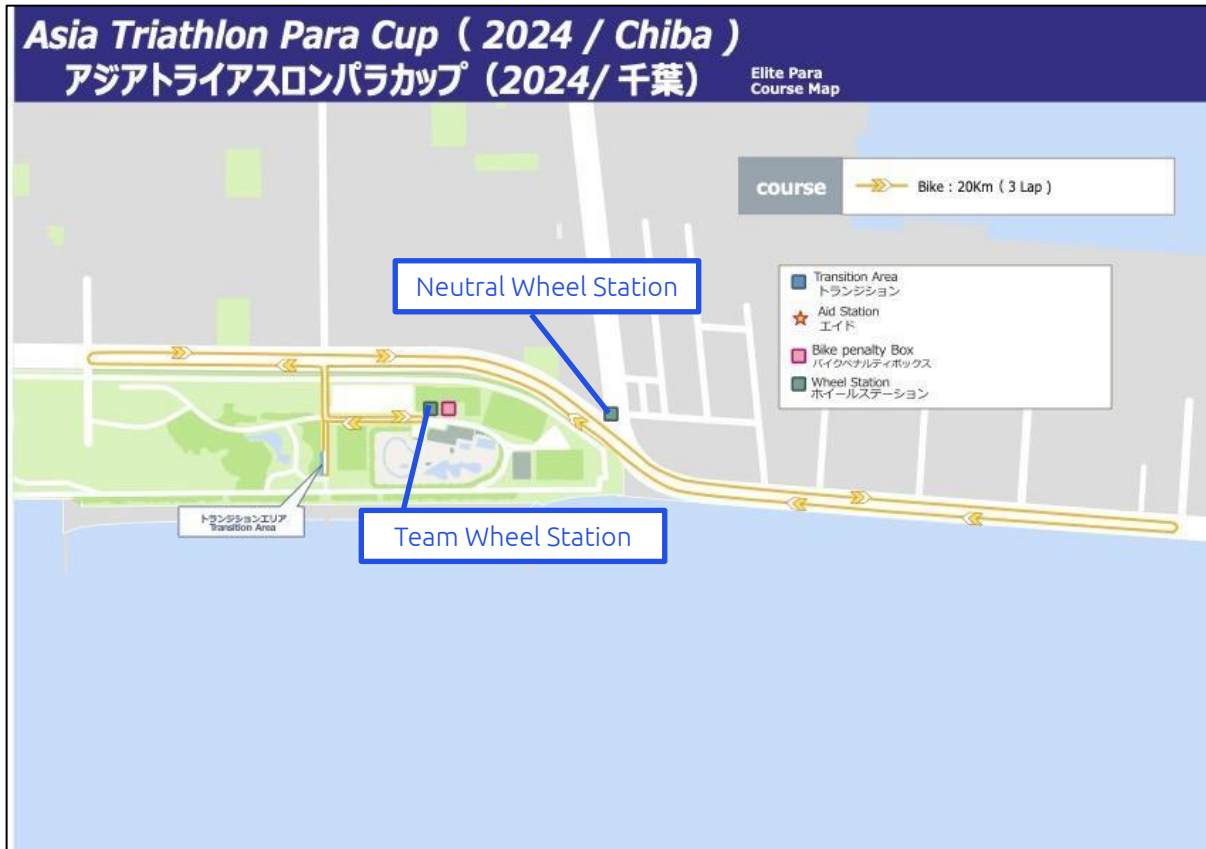 Asia Triathlon Para Cup ( 2024 / Chiba )
アジアトライアスロンパラカップ（2024/ 千葉）
Elite Para
Course Map
course
Bike : 20Km ( 3 Lap )
Transition Area
トランジション
Aid Station
エイド
Bike penalty Box
バイクペナルティボックス
Wheel Station
ホイールステーション
Neutral Wheel Station
Team Wheel Station
トランジションエリア
Transition Area